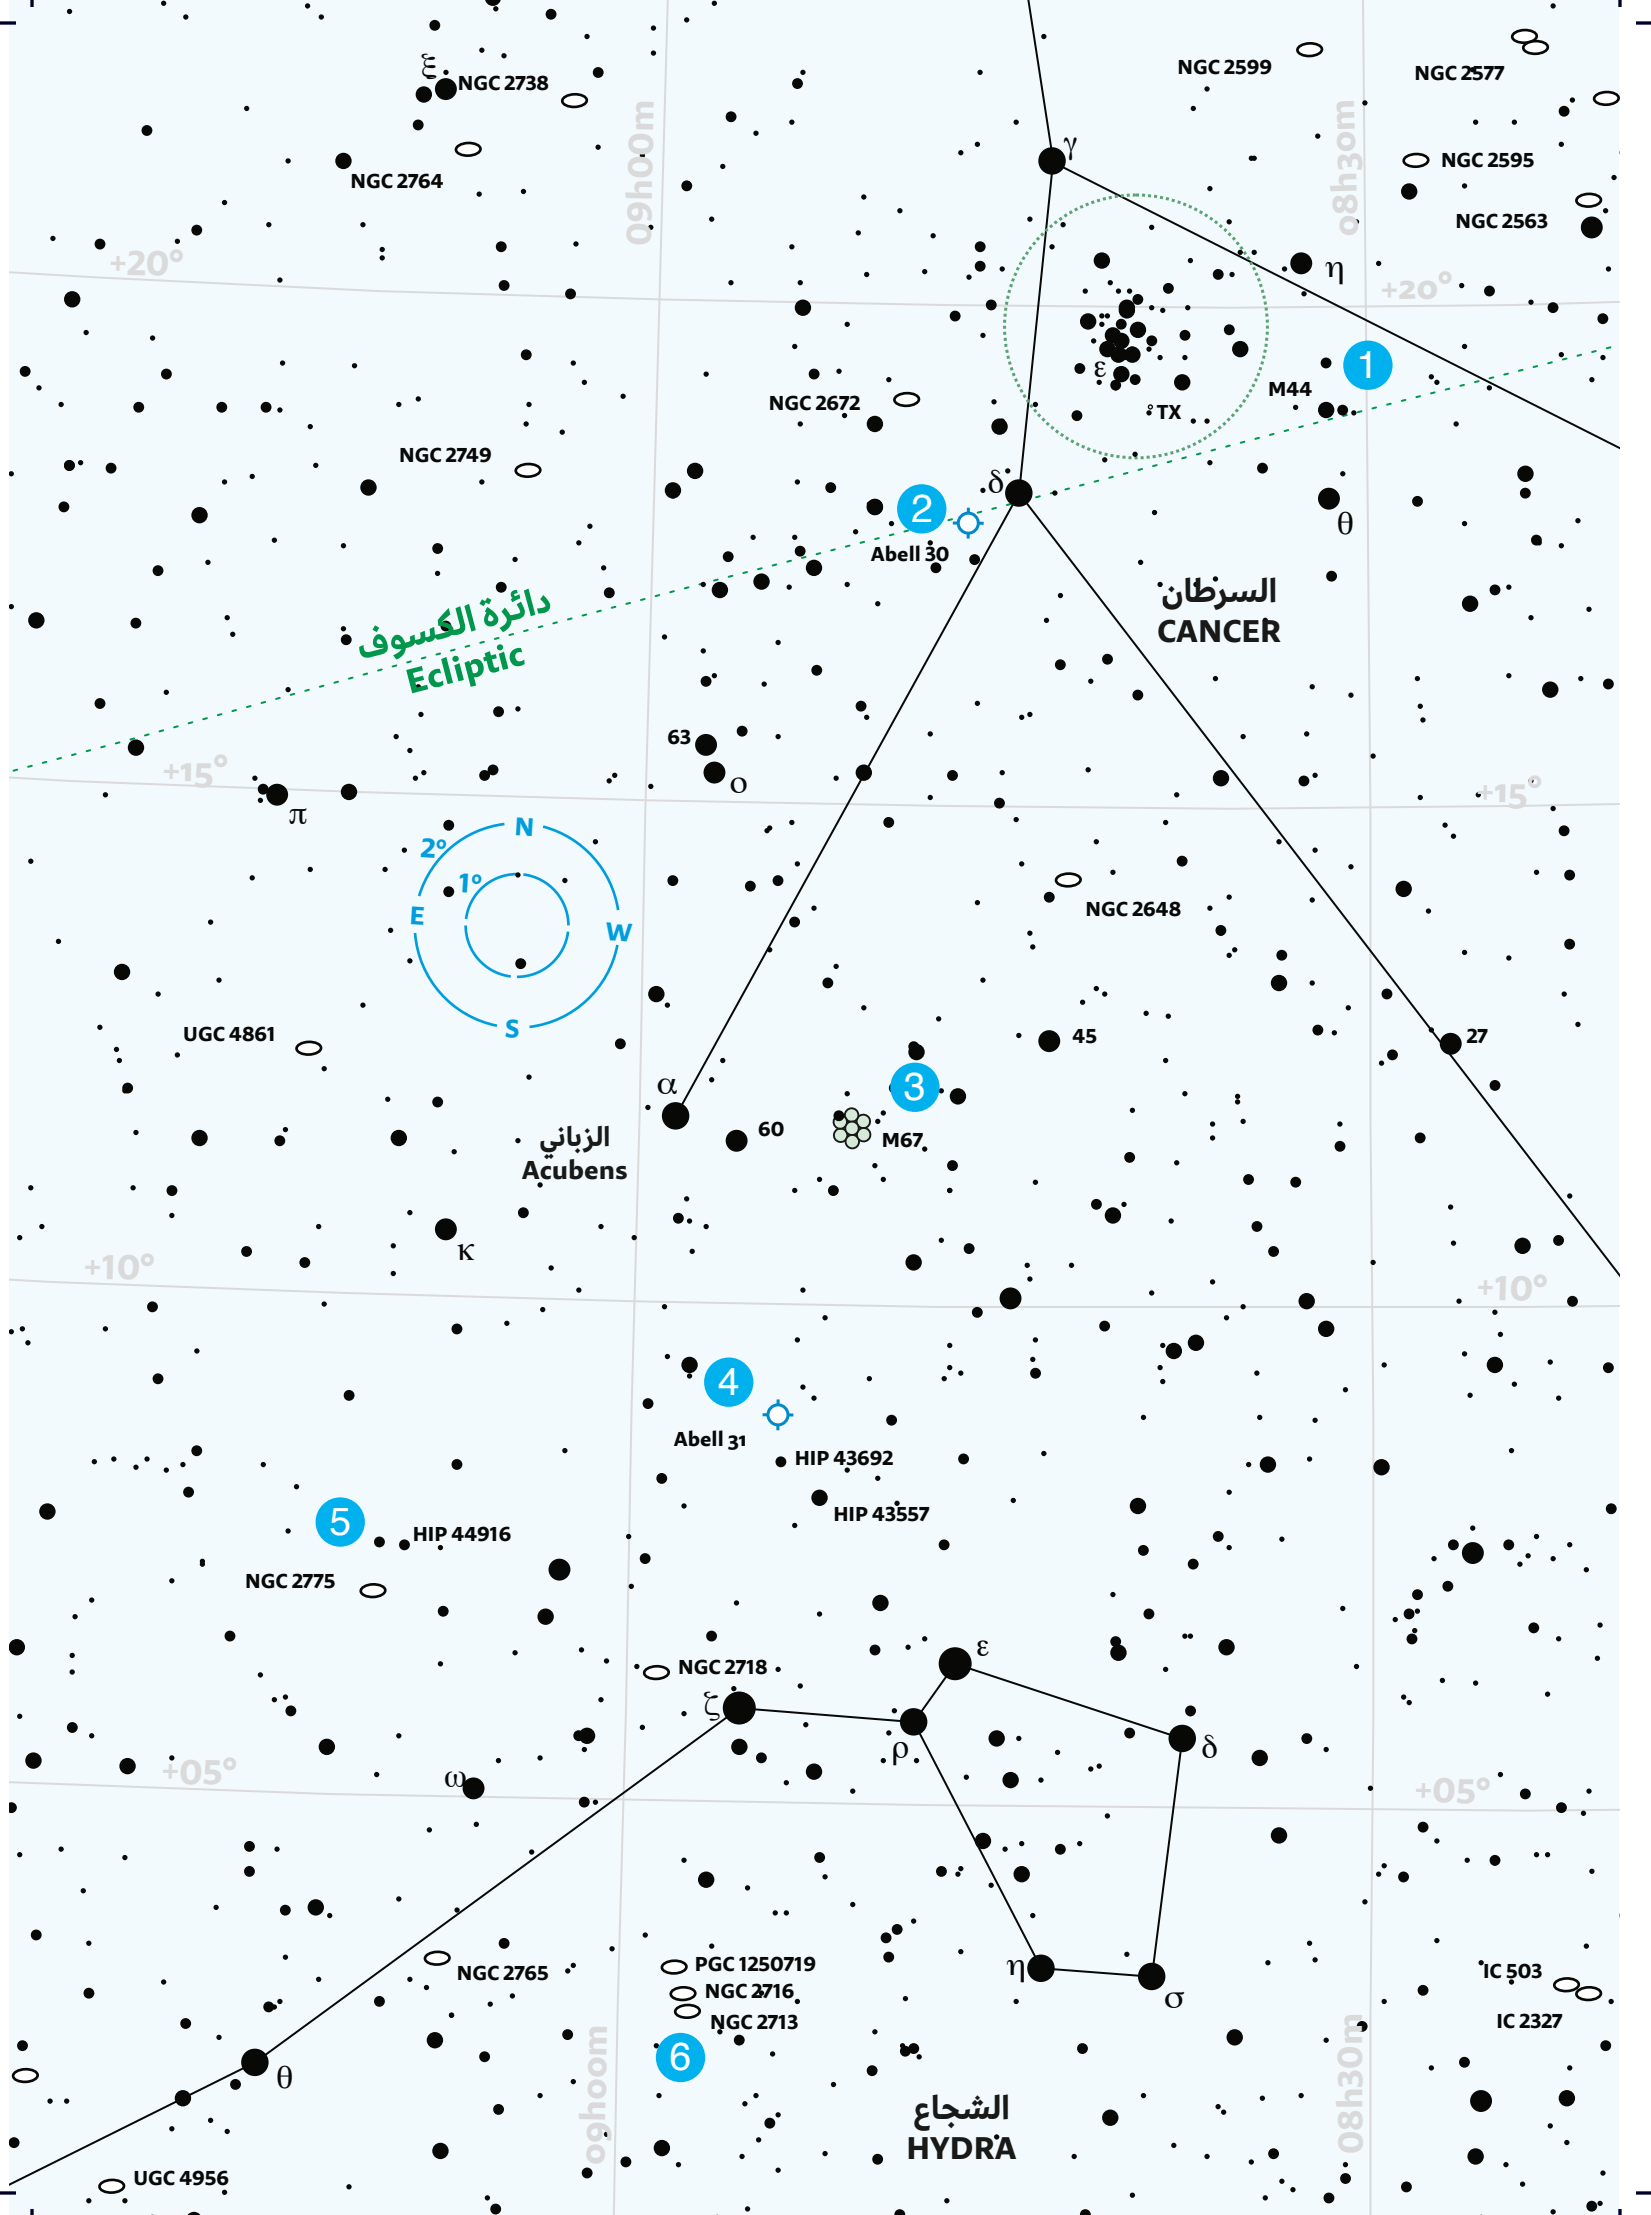 ξ
NGC 2738
NGC 2599
NGC 2577
γ
NGC 2595
NGC 2764
09h00m
08h30m
NGC 2563
+20°
η
+20°
1
ε
M44
NGC 2672
TX
NGC 2749
δ
2
θ
Abell 30
السرطان
CANCER
دائرة الكسوف
Ecliptic
63
ο
+15°
+15°
π
N
2°
1°
E
W
S
NGC 2648
UGC 4861
45
27
α
3
60
M67
الزباني
Acubens
κ
+10°
+10°
4
Abell 31
HIP 43692
HIP 43557
5
HIP 44916
NGC 2775
ε
NGC 2718
ζ
ρ
δ
+05°
ω
+05°
PGC 1250719
NGC 2765
NGC 2716
η
σ
IC 503
NGC 2713
IC 2327
6
θ
09h00m
08h30m
الشجاع
HYDRA
UGC 4956